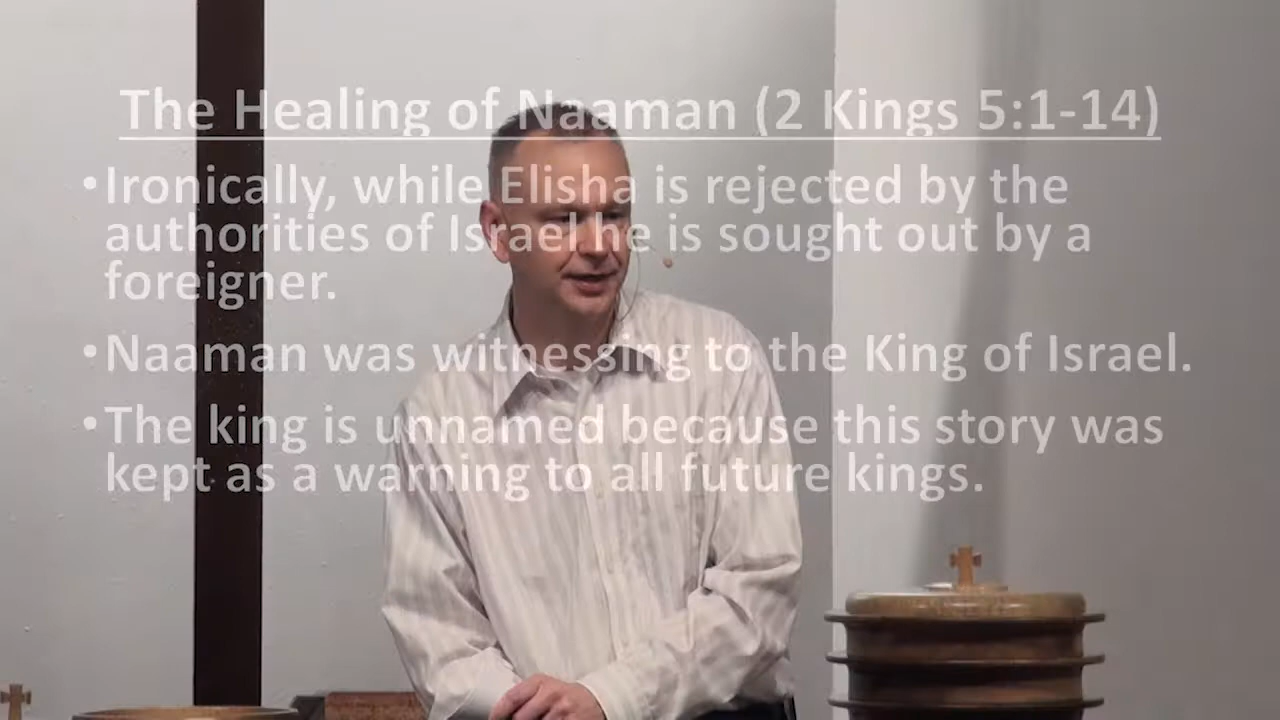 The Healing of Naaman (2 Kings 5:1-14)
•Ironically, while Elisha is rejected by the
authorities of Israel he is sought out by a
foreigner.
•Naaman was witnessing to the King of Israel.
•The king is unnamed because this story was
kept as a warning to all future kings.